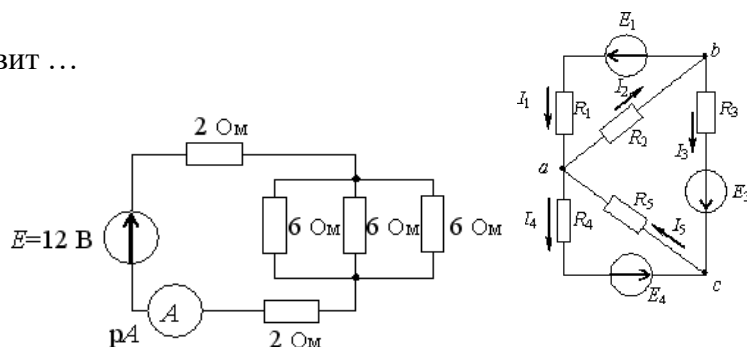 вит …
2 Ом
E=12 В
6 Ом 6 Ом 6 Ом
pA
A
2 Ом
E1
b
I1
R1
I2
R2
R3
I3
a
E3
R5
I4
R4
I5
E4
c